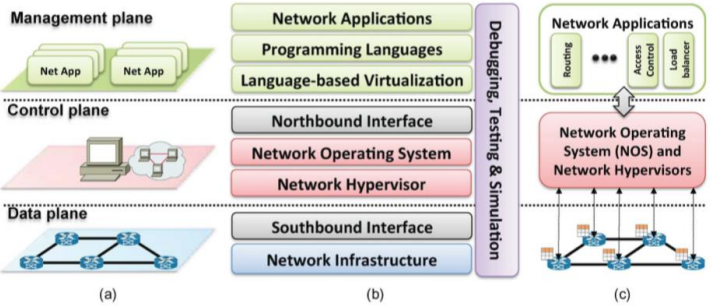 Management plane
Net App
Net App
Control plane
Data plane
(a)
Network Applications
Programming Languages
Language-based Virtualization
Northbound Interface
Network Operating System
Network Hypervisor
Southbound Interface
Network Infrastructure
Debugging, Testing & Simulation
(b)
Network Applications
Routing
Access
Control
Load
balancer
Network Operating
System (NOS) and
Network Hypervisors
(c)